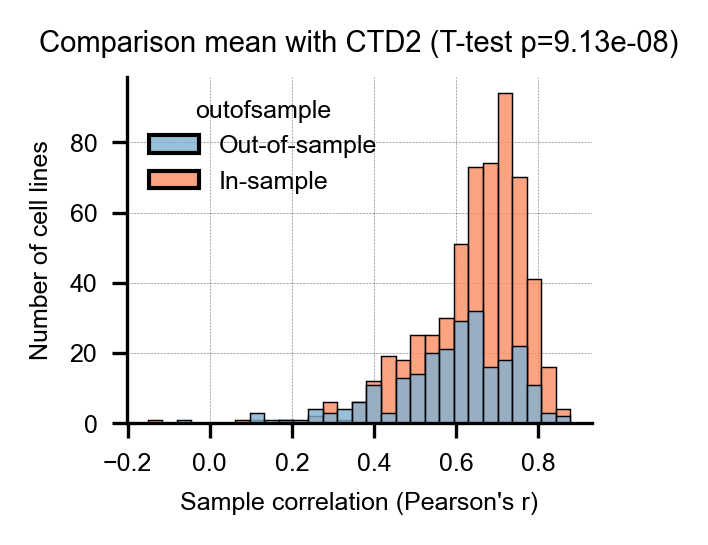 Comparison mean with CTD2 (T-test p=9.13e-08)
outofsample
Out-of-sample
In-sample
Number of cell lines
80
60
40
20
0
−0.2
0.0
0.2
0.4
0.6
0.8
Sample correlation (Pearson's r)